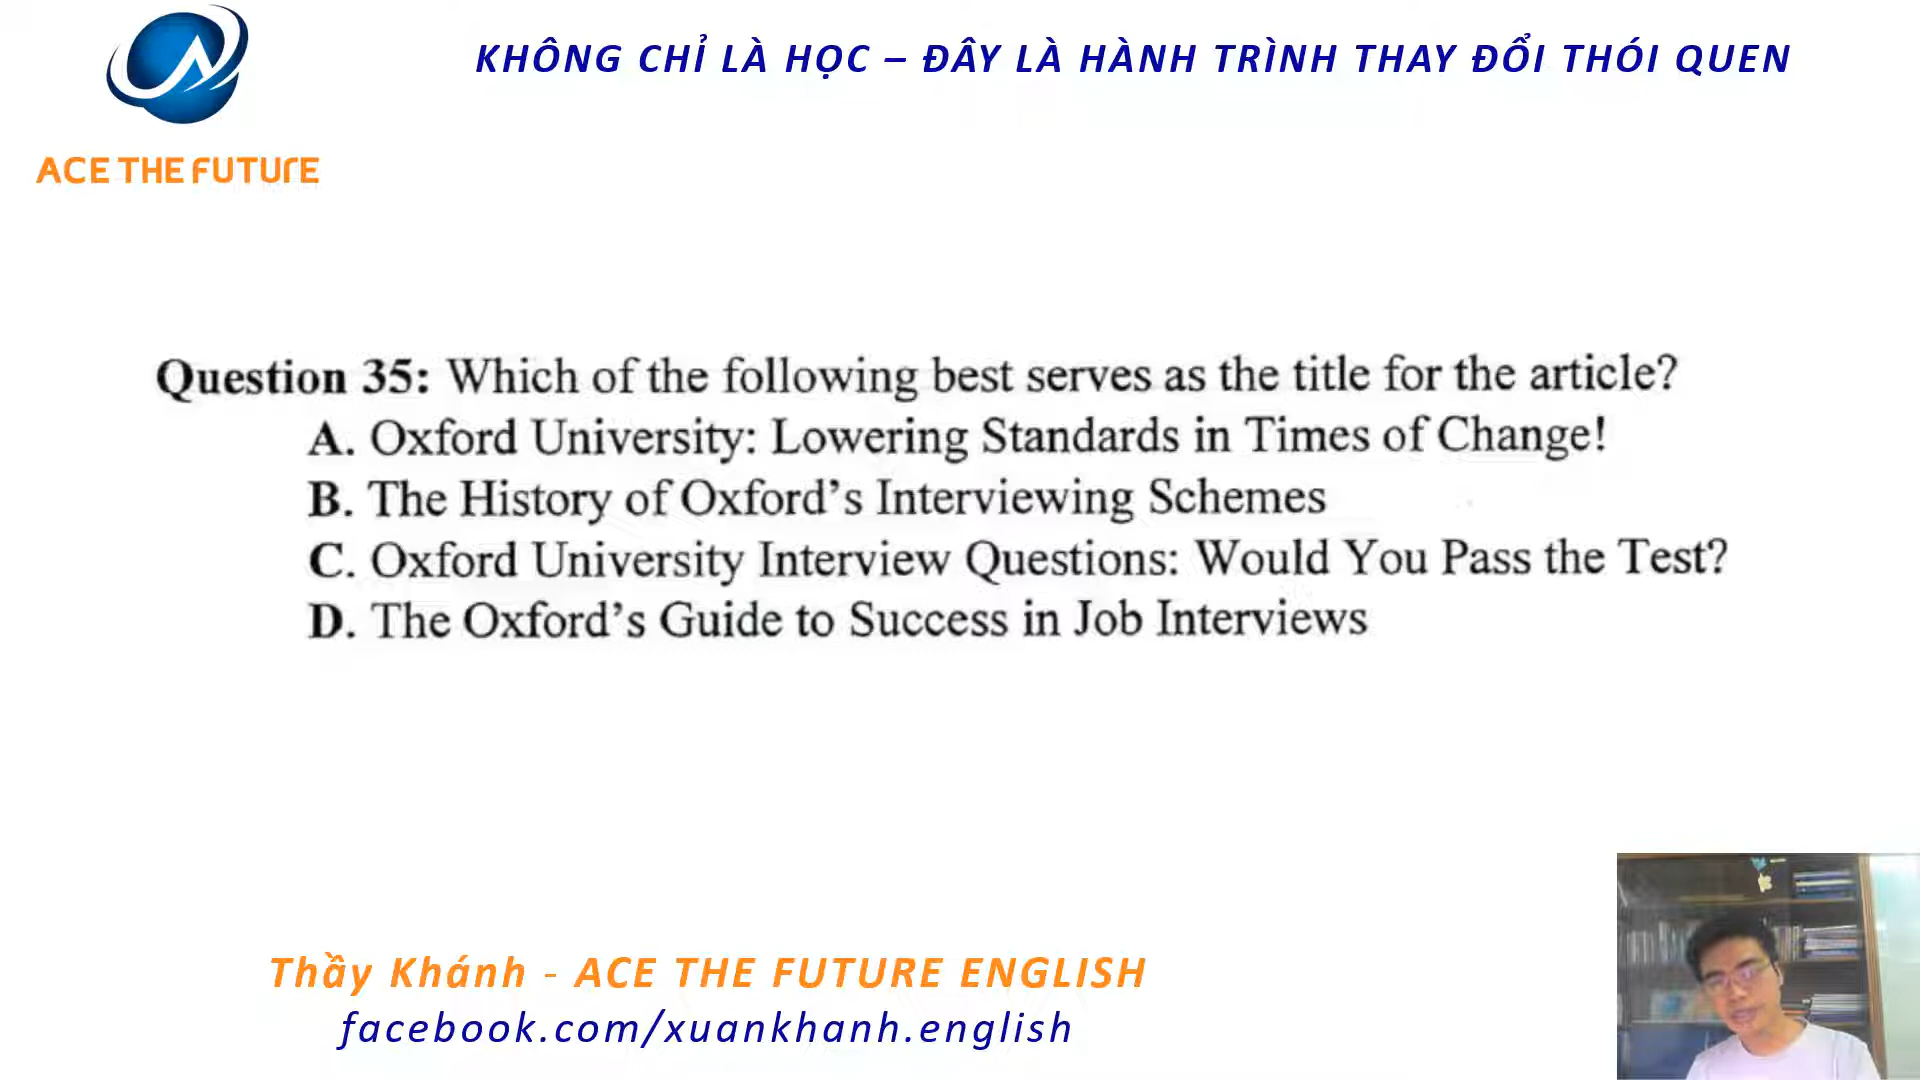 KHÔNG CHỈ LÀ HỌC – ĐÂY LÀ HÀNH TRÌNH THAY ĐỔI THÓI QUEN
ACE THE FUTURE
Question 35: Which of the following best serves as the title for the article?
A. Oxford University: Lowering Standards in Times of Change!
B. The History of Oxford’s Interviewing Schemes
C. Oxford University Interview Questions: Would You Pass the Test?
D. The Oxford’s Guide to Success in Job Interviews
Thầy Khánh - ACE THE FUTURE ENGLISH
facebook.com/xuankhanh.english